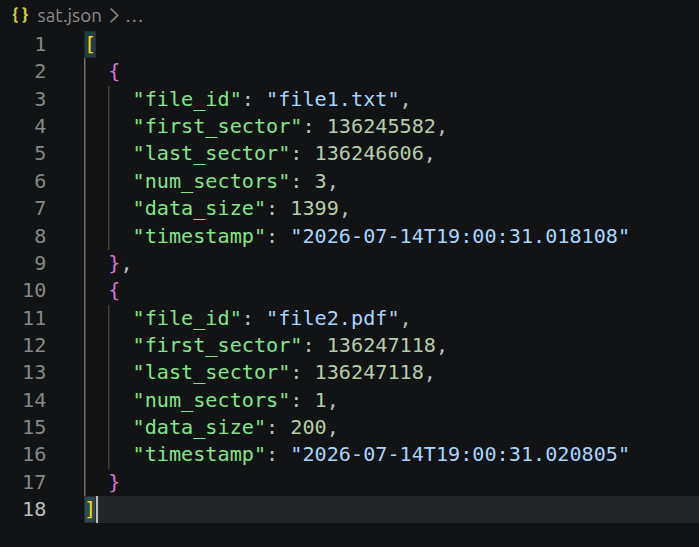 {} sat.json > ...
1 [
2 {
3 "file_id": "file1.txt",
4 "first_sector": 136245582,
5 "last_sector": 136246606,
6 "num_sectors": 3,
7 "data_size": 1399,
8 "timestamp": "2026-07-14T19:00:31.018108"
9 },
10 {
11 "file_id": "file2.pdf",
12 "first_sector": 136247118,
13 "last_sector": 136247118,
14 "num_sectors": 1,
15 "data_size": 200,
16 "timestamp": "2026-07-14T19:00:31.020805"
17 }
18 ]